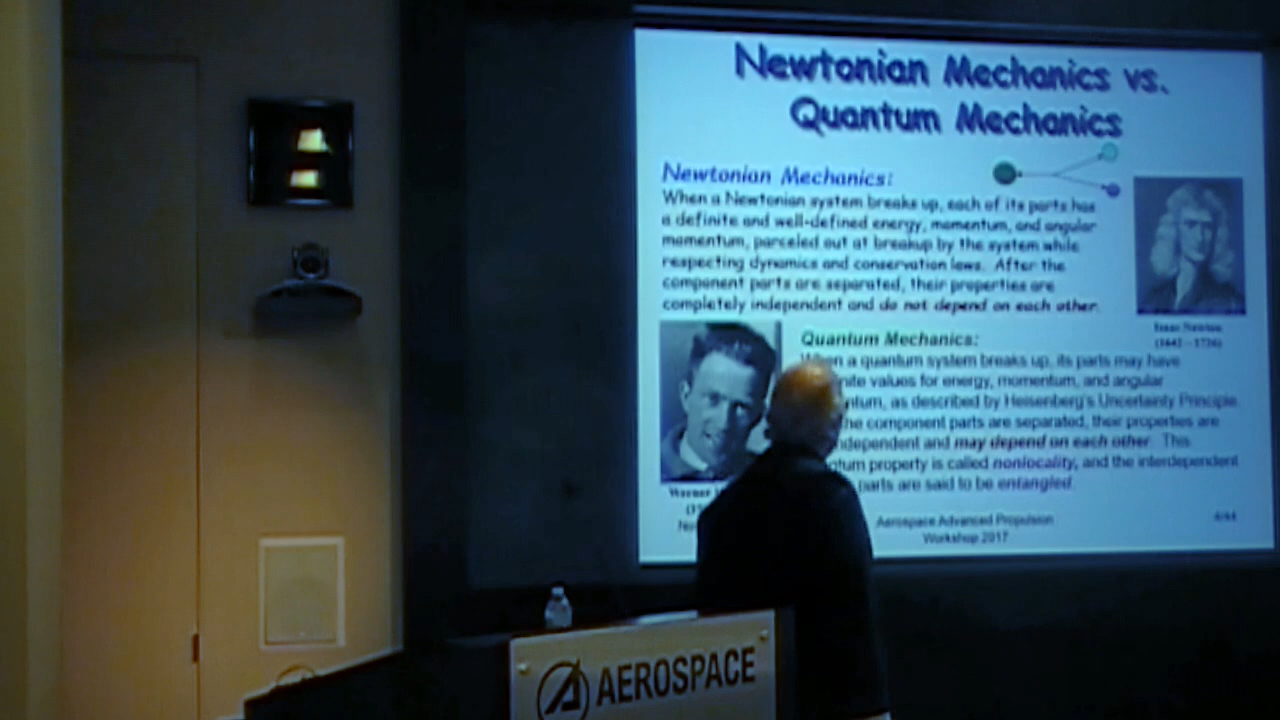 Newtonian Mechanics vs.
Quantum Mechanics
Newtonian Mechanics:
When a Newtonian system breaks up, each of its parts has
a definite and well-defined energy, momentum, and angular
momentum, parceled out at breakup by the system while
respecting dynamics and conservation laws. After the
component parts are separated, their properties are
completely independent and do not depend on each other.
Isaac Newton
Quantum Mechanics:
a quantum system breaks up, its parts may have
values for energy, momentum, and angular
as described by Heisenberg's Uncertainty Principle.
component parts are separated, their properties are
and may depend on each other. This
property is called nonlocality, and the interdependent
parts are said to be entangled.
Werner
Aerospace Advanced Propulsion
Workshop 2017
AEROSPACE